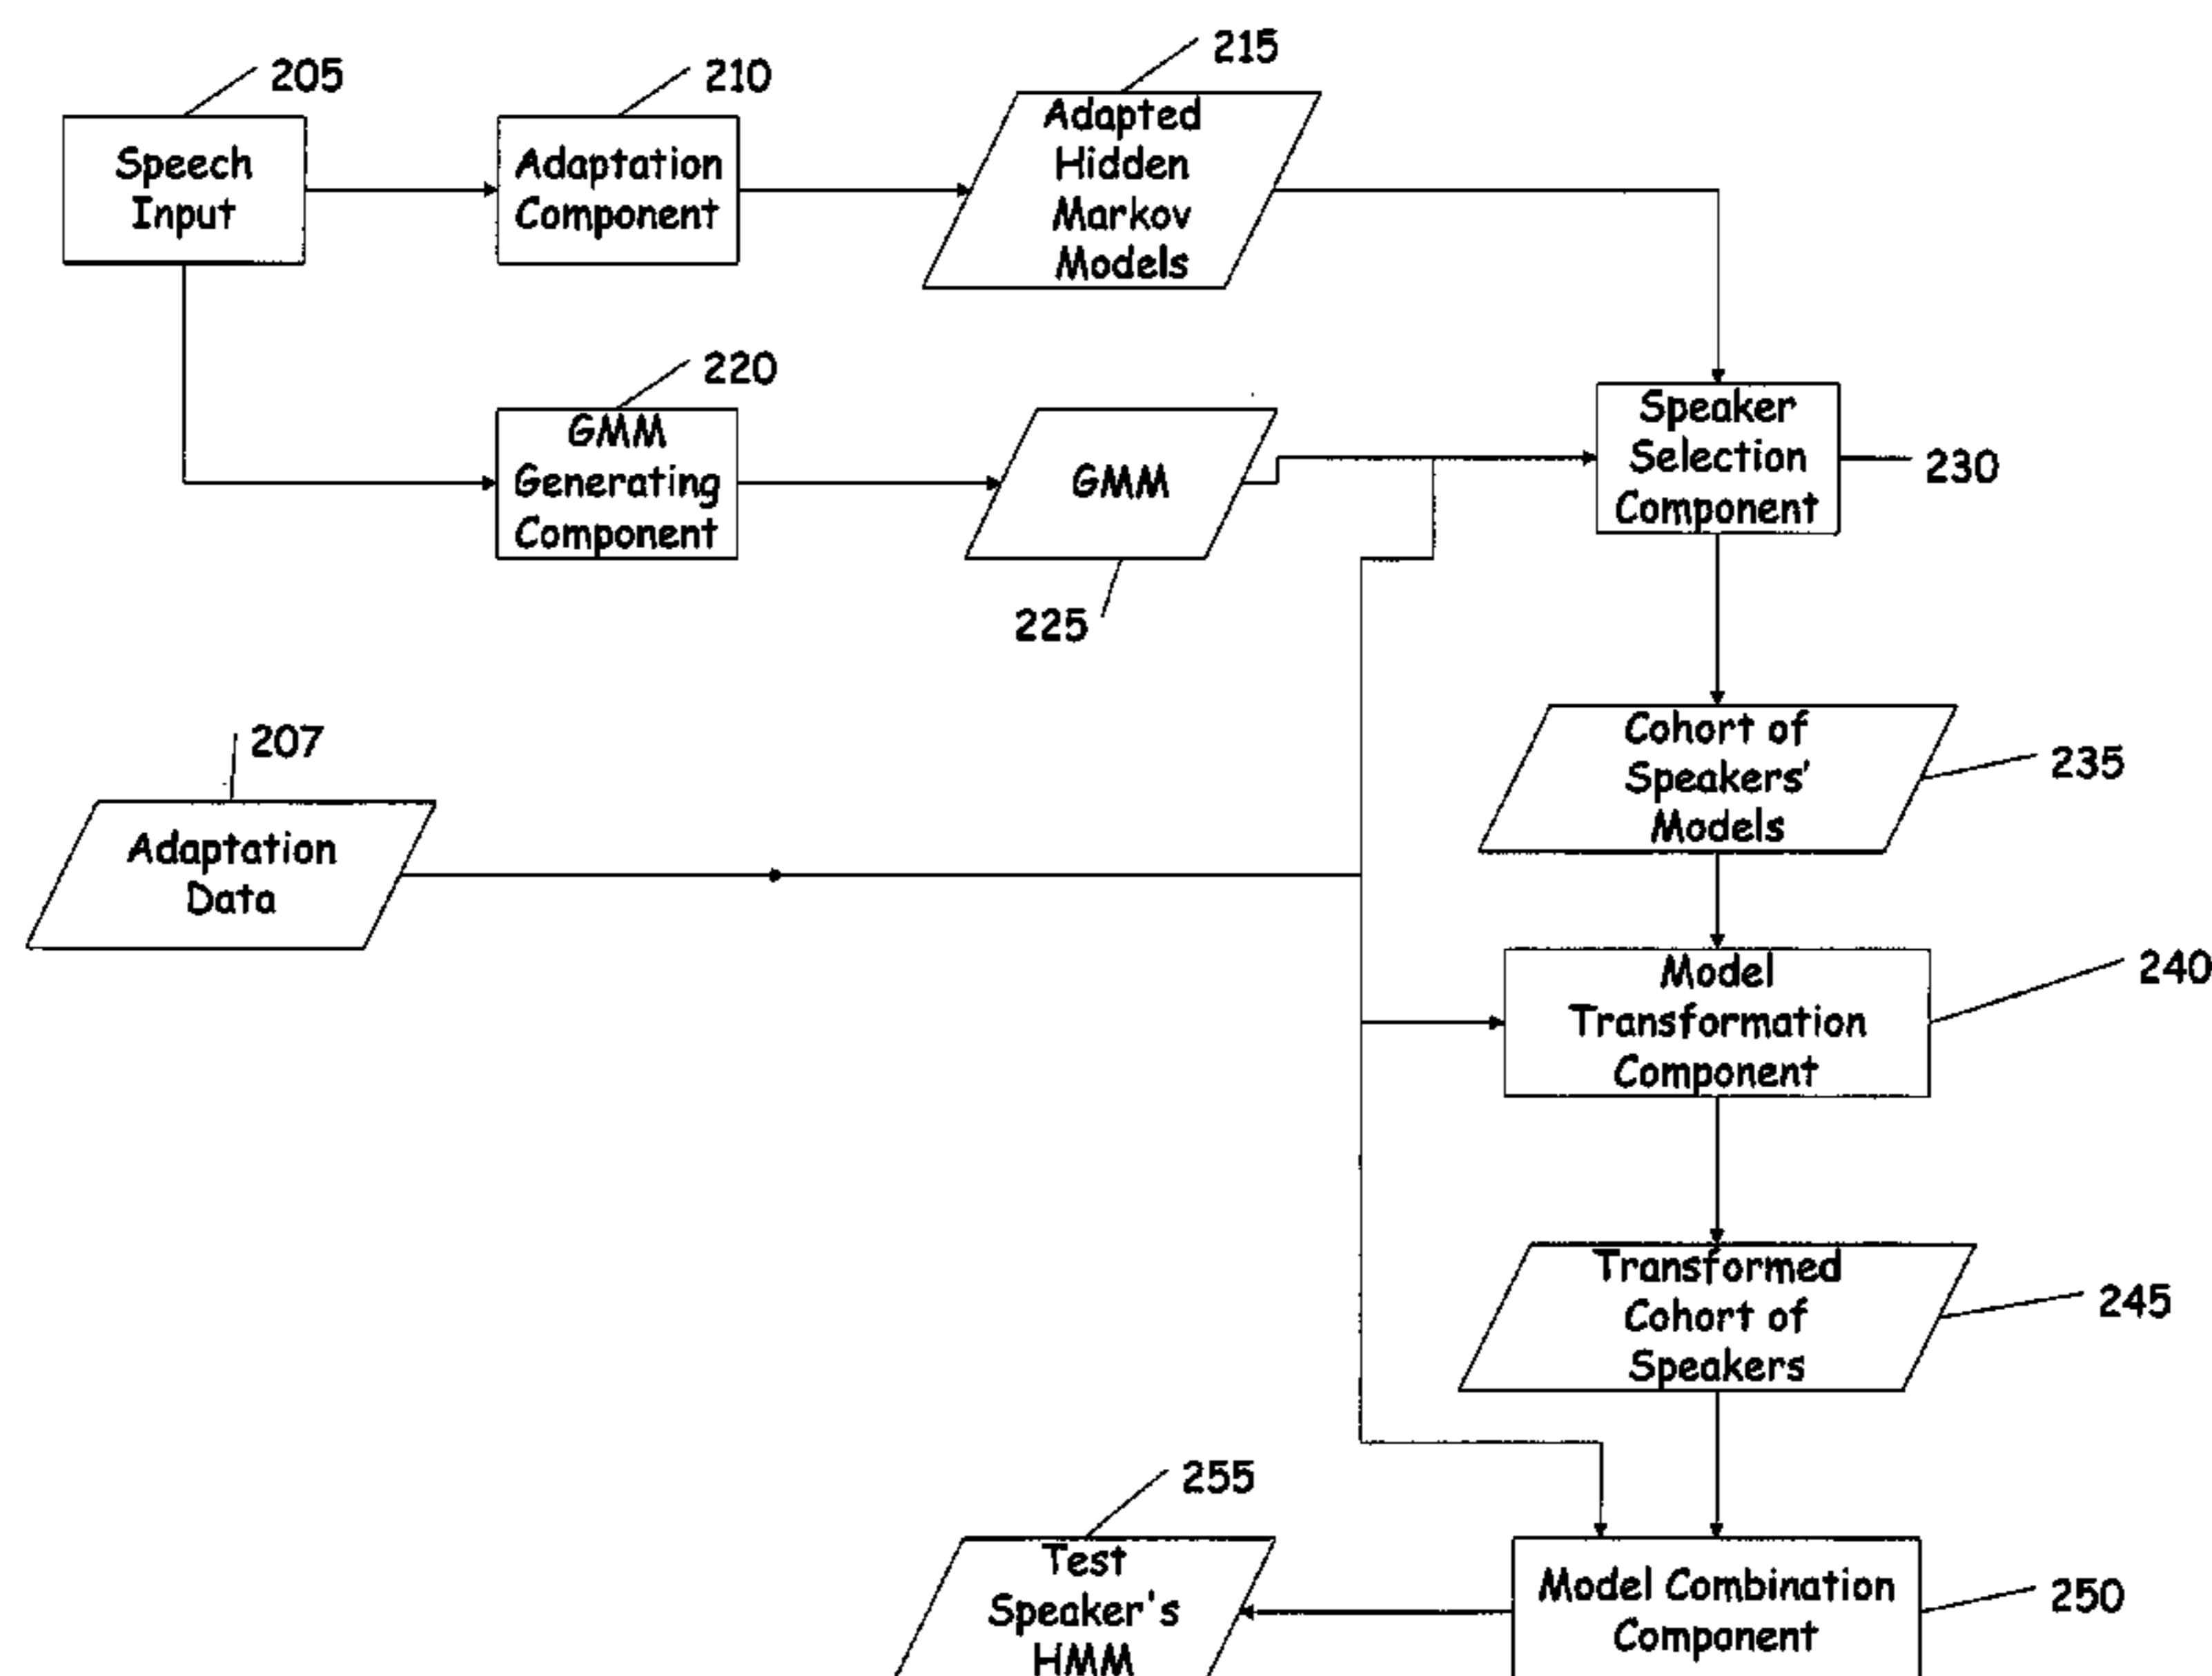 205
210
215
Speech
Input
Adaptation
Component
Adapted
Hidden
Markov
Models
220
GMM
Generating
Component
GMM
225
Speaker
Selection
Component
230
207
Adaptation
Data
Cohort of
Speakers'
Models
235
Model
Transformation
Component
240
Transformed
Cohort of
Speakers
245
255
Test
Speaker's
HMM
Model Combination
Component
250